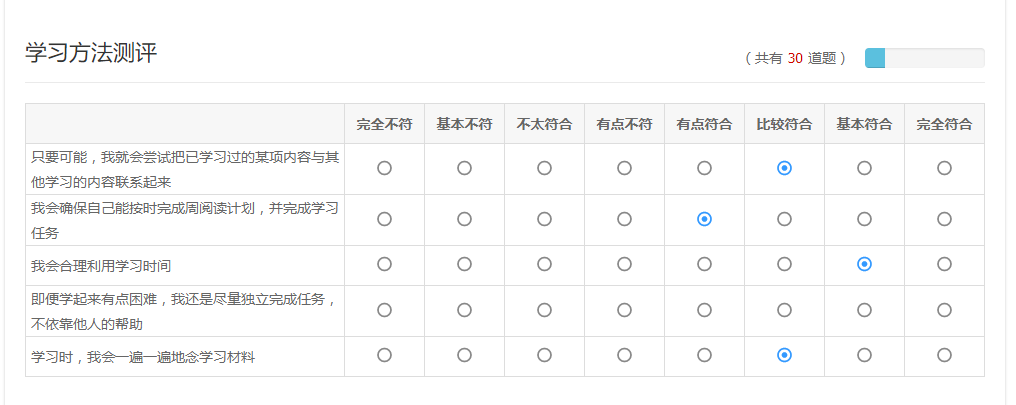 学习方法测评
（共有 30 道题）
完全不符 基本不符 不太符合 有点不符 有点符合 比较符合 基本符合 完全符合
只要可能，我就会尝试把已学习过的某项内容与其
他学习的内容联系起来
我会确保自己能按时完成周阅读计划，并完成学习
任务
我会合理利用学习时间
即便学起来有点困难，我还是尽量独立完成任务，
不依靠他人的帮助
学习时，我会一遍一遍地念学习材料